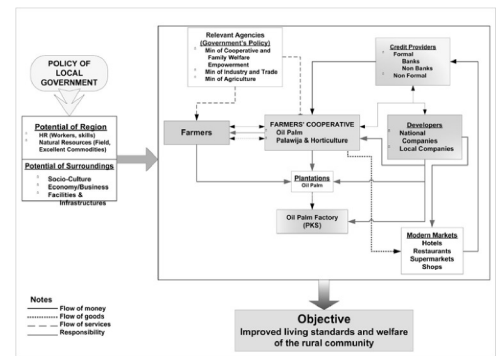 POLICY OF
LOCAL
GOVERNMENT
Potential of Region
HR (Workers, skills)
Natural Resources (Field,
Excellent Commodities)
Potential of Surroundings
Socio-Culture
Economy/Business
Facilities &
Infrastructures
Relevant Agencies
(Government's Policy)
Min of Cooperative and
Family Welfare
Empowerment
Min of Industry and Trade
Min of Agriculture
Credit Providers
Formal
Banks
Non Banks
Non Formal
Farmers
FARMERS' COOPERATIVE
Oil Palm
Palawija & Horticulture
Developers
National
Companies
Local Companies
Plantations
Oil Palm
Oil Palm Factory
(PKS)
Modern Markets
Hotels
Restaurants
Supermarkets
Shops
Notes
Flow of money
Flow of goods
Flow of services
Responsibility
Objective
Improved living standards and welfare
of the rural community